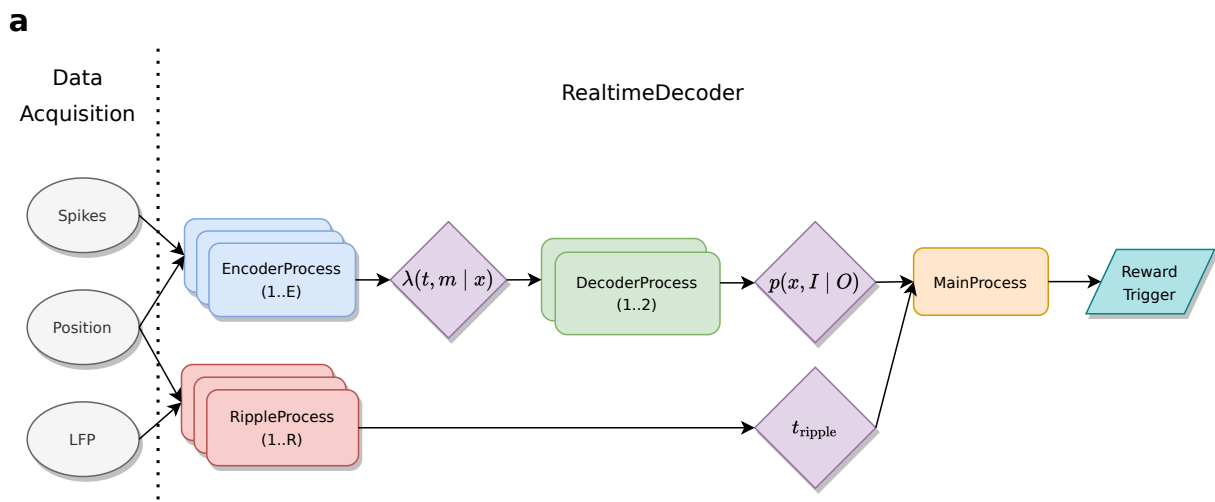 a
Data
Acquisition
RealtimeDecoder
Spikes
Position
LFP
EncoderProcess
(1..E)
λ(t, m | x)
DecoderProcess
(1..2)
p(x, I | O)
MainProcess
Reward
Trigger
RippleProcess
(1..R)
t_ripple